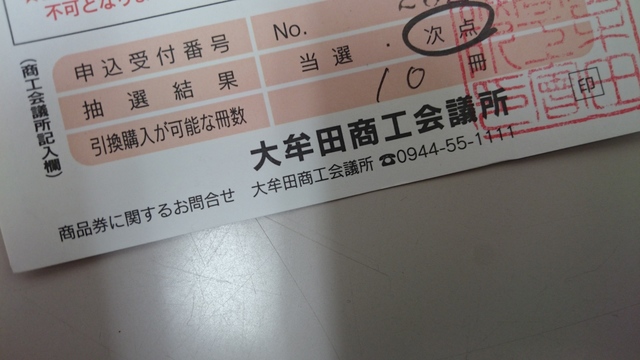 不可となりま
申込受付番号 No.
抽選結果 当選・次点
引換購入が可能な冊数 10 冊
(商工会議所記入欄)
大牟田商工会議所 印
商品券に関するお問合せ 大牟田商工会議所 ☎0944-55-1111